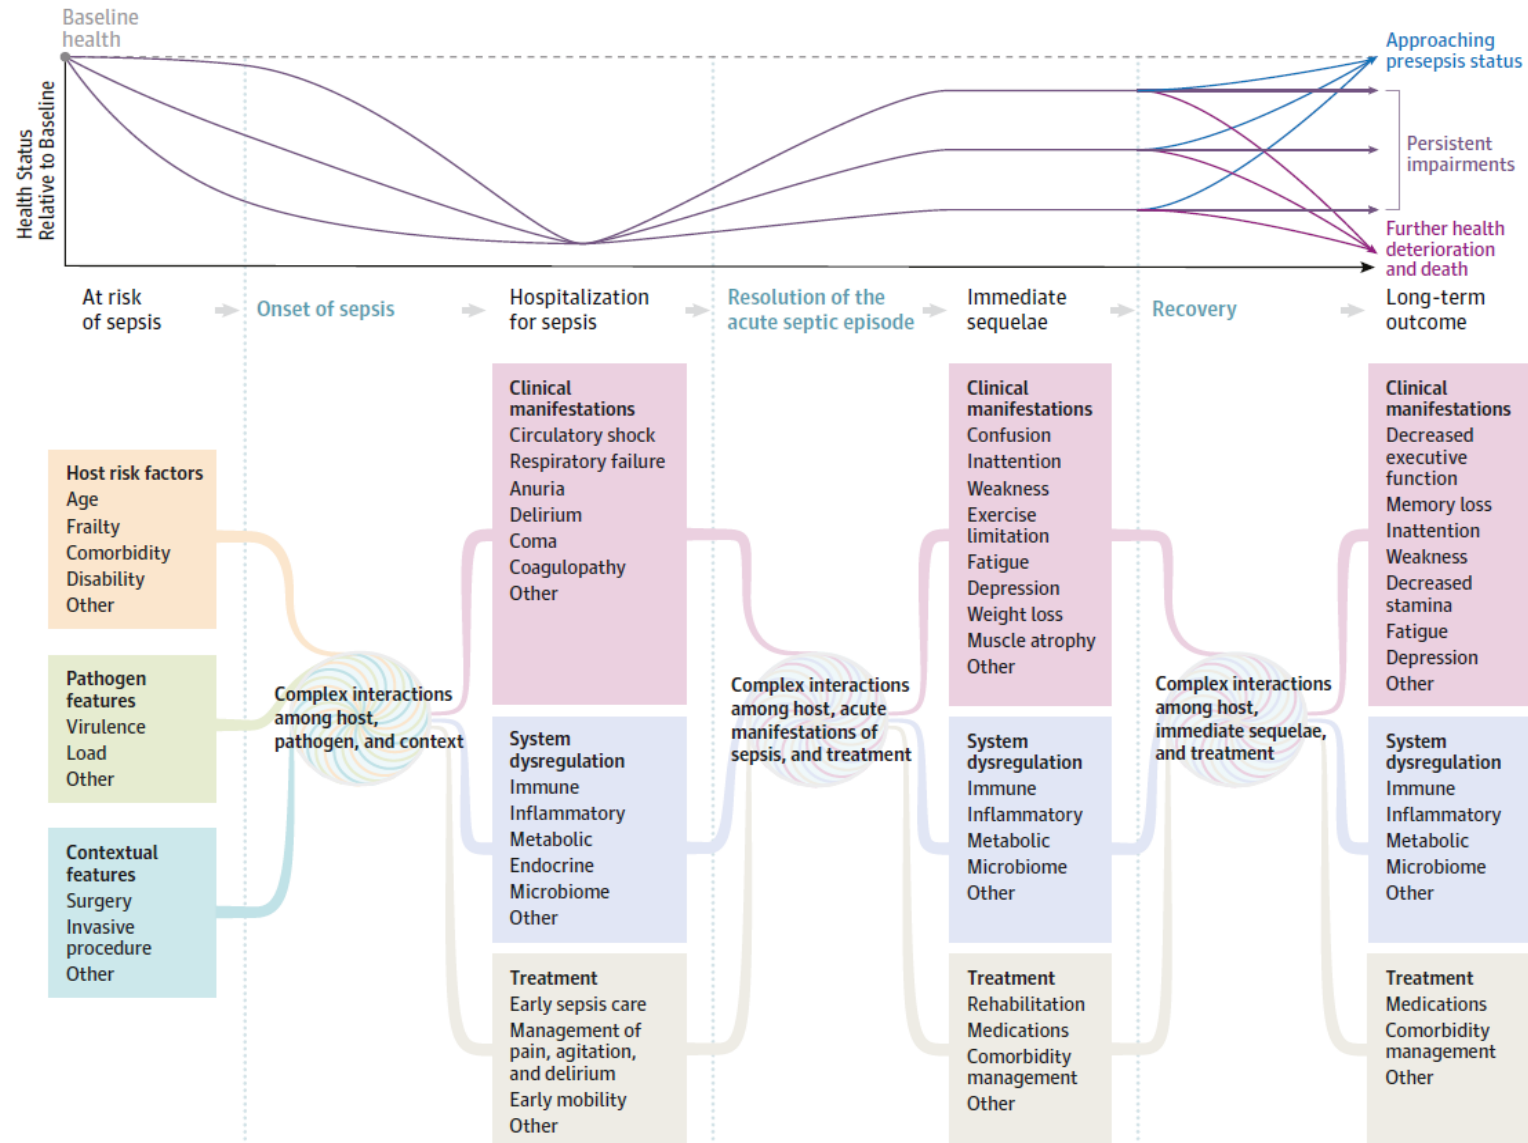 Baseline
health
Health Status
Relative to Baseline
Approaching
presepsis status
Persistent
impairments
Further health
deterioration
and death
At risk
of sepsis
Onset of sepsis
Hospitalization
for sepsis
Resolution of the
acute septic episode
Immediate
sequelae
Recovery
Long-term
outcome
Host risk factors
Age
Frailty
Comorbidity
Disability
Other
Pathogen
features
Virulence
Load
Other
Contextual
features
Surgery
Invasive
procedure
Other
Complex interactions
among host,
pathogen, and context
Clinical
manifestations
Circulatory shock
Respiratory failure
Anuria
Delirium
Coma
Coagulopathy
Other
System
dysregulation
Immune
Inflammatory
Metabolic
Endocrine
Microbiome
Other
Treatment
Early sepsis care
Management of
pain, agitation,
and delirium
Early mobility
Other
Complex interactions
among host, acute
manifestations of
sepsis, and treatment
Clinical
manifestations
Confusion
Inattention
Weakness
Exercise
limitation
Fatigue
Depression
Weight loss
Muscle atrophy
Other
System
dysregulation
Immune
Inflammatory
Metabolic
Microbiome
Other
Treatment
Rehabilitation
Medications
Comorbidity
management
Other
Complex interactions
among host,
immediate sequelae,
and treatment
Clinical
manifestations
Decreased
executive
function
Memory loss
Inattention
Weakness
Decreased
stamina
Fatigue
Depression
Other
System
dysregulation
Immune
Inflammatory
Metabolic
Microbiome
Other
Treatment
Medications
Comorbidity
management
Other